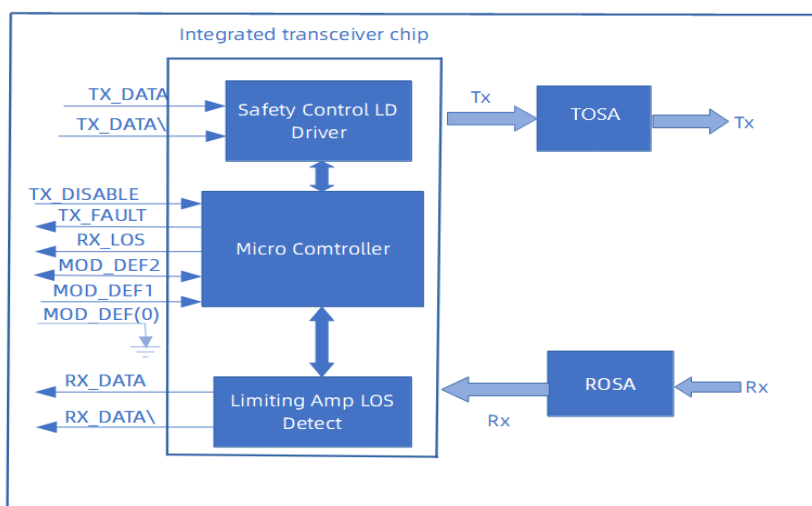 Integrated transceiver chip
TX_DATA
TX_DATA\
Safety Control LD
Driver
Tx
TOSA
Tx
TX_DISABLE
TX_FAULT
RX_LOS
MOD_DEF2
MOD_DEF1
MOD_DEF(0)
Micro Comtroller
RX_DATA
RX_DATA\
Limiting Amp LOS
Detect
Rx
ROSA
Rx